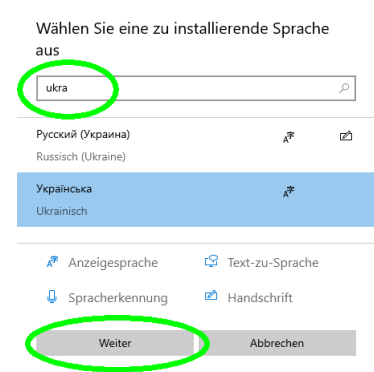 Wählen Sie eine zu installierende Sprache
aus
ukra
Русский (Украина)
Russisch (Ukraine)
Українська
Ukrainisch
Anzeigesprache Text-zu-Sprache
Spracherkennung Handschrift
Weiter Abbrechen